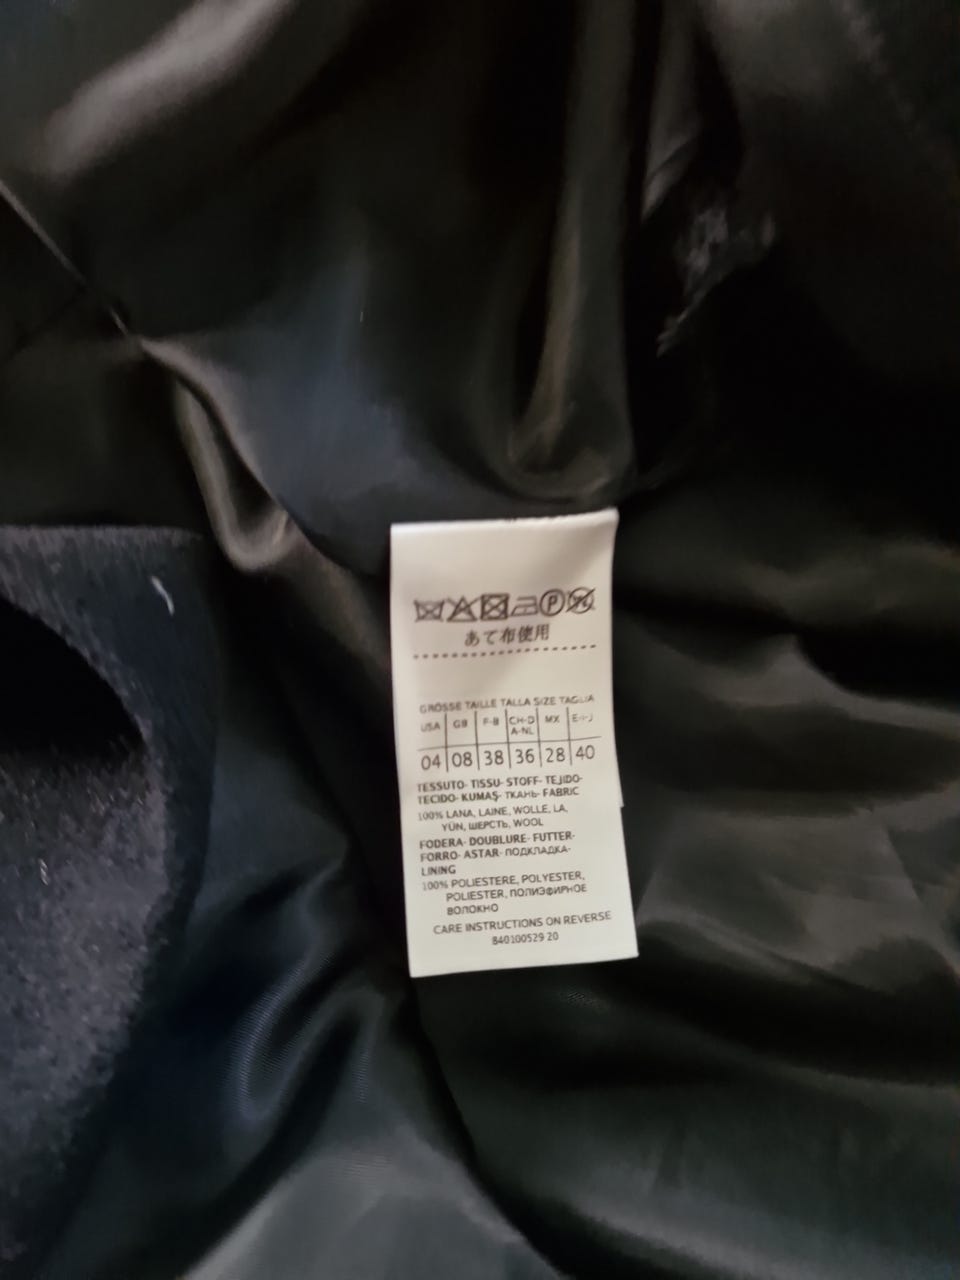 あて布使用
GRÖSSE TAILLE TALLA SIZE TAGLIA
USA GB F-B CH-D A-NL MX E-I-J
04 08 38 36 28 40
TESSUTO- TISSU- STOFF- TEJIDO-
TECIDO- KUMAŞ- ТКАНЬ- FABRIC
100% LANA, LAINE, WOLLE, LA,
YÜN, ШЕРСТЬ, WOOL
FODERA- DOUBLURE- FUTTER-
FORRO- ASTAR- ПОДКЛАДКА-
LINING
100% POLIESTERE, POLYESTER,
POLIESTER, ПОЛИЭФИРНОЕ
ВОЛОКНО
CARE INSTRUCTIONS ON REVERSE
840100529 20